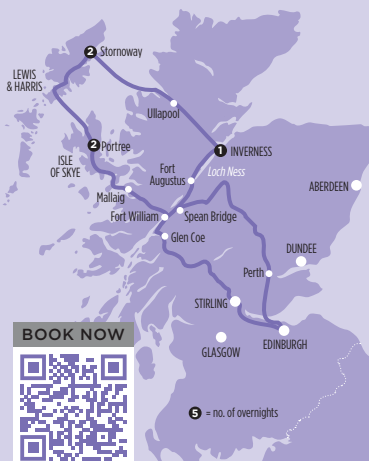 2 Stornoway
LEWIS
& HARRIS
Ullapool
2 Portree
1 INVERNESS
ISLE
OF SKYE
Fort
Augustus
Loch Ness
ABERDEEN
Mallaig
Fort William
Spean Bridge
Glen Coe
DUNDEE
Perth
STIRLING
BOOK NOW
GLASGOW
EDINBURGH
5 = no. of overnights